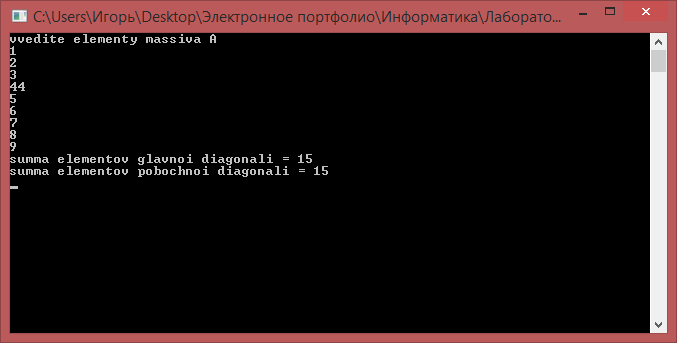 C:\Users\Игорь\Desktop\Электронное портфолио\Информатика\Лаборато...
vvedite elementy massiva A
1
2
3
44
5
6
7
8
9
summa elementov glavnoi diagonali = 15
summa elementov pobochnoi diagonali = 15